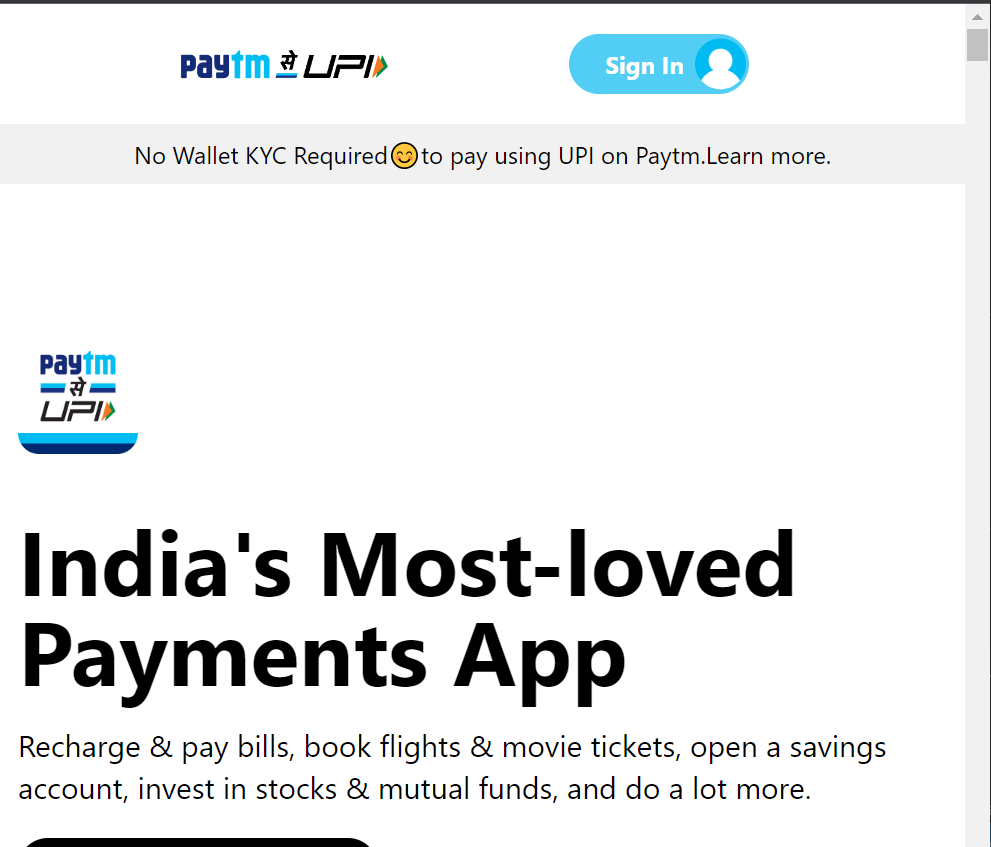 paytm से UPI
Sign In
No Wallet KYC Required😊to pay using UPI on Paytm.Learn more.
paytm
से
UPI
India's Most-loved
Payments App
Recharge & pay bills, book flights & movie tickets, open a savings
account, invest in stocks & mutual funds, and do a lot more.